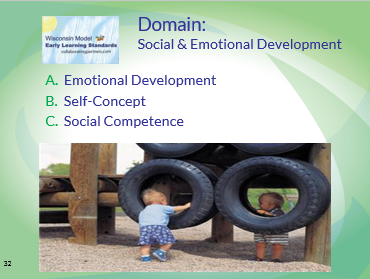 Wisconsin Model
Early Learning Standards
collaboratingpartners.com
Domain:
Social & Emotional Development
A. Emotional Development
B. Self-Concept
C. Social Competence
32